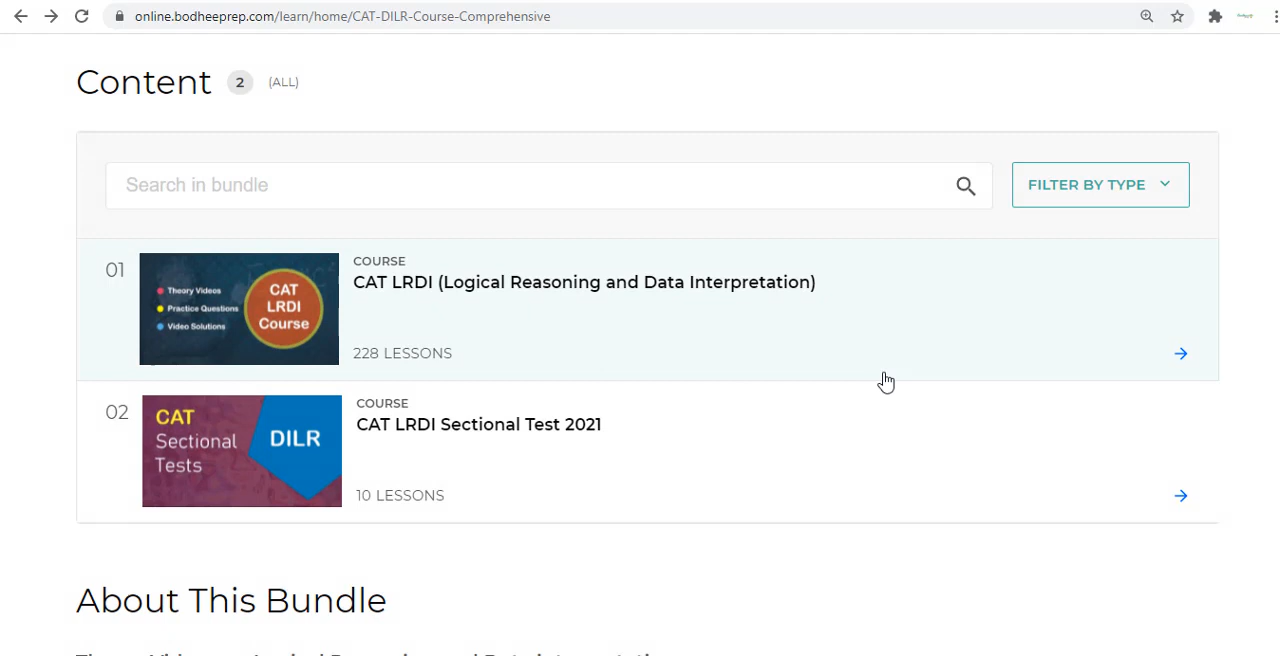 online.bodheeprep.com/learn/home/CAT-DILR-Course-Comprehensive
Content 2 (ALL)
Search in bundle
FILTER BY TYPE
01
Theory Videos
Practice Questions
Video Solutions
CAT
LRDI
Course
COURSE
CAT LRDI (Logical Reasoning and Data Interpretation)
228 LESSONS
02
CAT
Sectional
Tests
DILR
COURSE
CAT LRDI Sectional Test 2021
10 LESSONS
About This Bundle